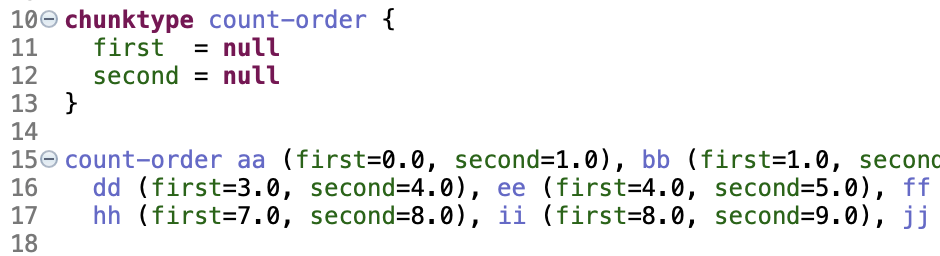 10 chunktype count-order {
11   first  = null
12   second = null
13 }
14
15 count-order aa (first=0.0, second=1.0), bb (first=1.0, second
16   dd (first=3.0, second=4.0), ee (first=4.0, second=5.0), ff
17   hh (first=7.0, second=8.0), ii (first=8.0, second=9.0), jj
18